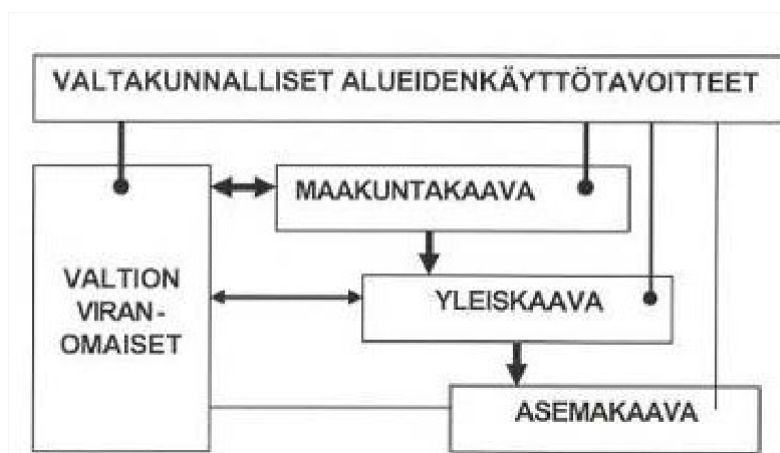 VALTAKUNNALLISET ALUEIDENKÄYTTÖTAVOITTEET
MAAKUNTAKAAVA
VALTION
VIRAN-
OMAISET
YLEISKAAVA
ASEMAKAAVA